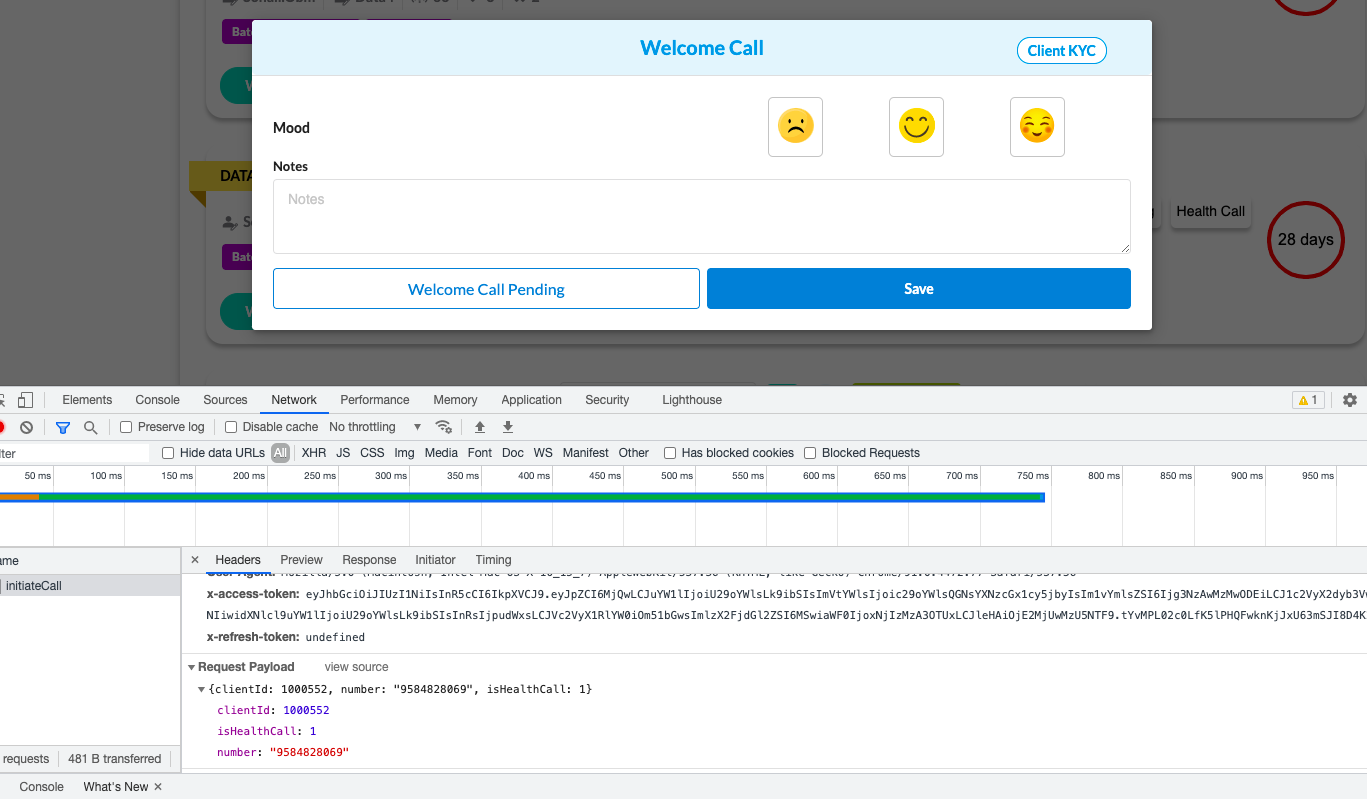 Bat
Welcome Call
Client KYC
Mood
DATA
Notes
Notes
Health Call
28 days
Bat
Welcome Call Pending
Save
Elements Console Sources Network Performance Memory Application Security Lighthouse
1
Preserve log Disable cache No throttling
Hide data URLs All XHR JS CSS Img Media Font Doc WS Manifest Other Has blocked cookies Blocked Requests
50 ms 100 ms 150 ms 200 ms 250 ms 300 ms 350 ms 400 ms 450 ms 500 ms 550 ms 600 ms 650 ms 700 ms 750 ms 800 ms 850 ms 900 ms 950 ms
ame × Headers Preview Response Initiator Timing
initiateCall
x-access-token: eyJhbGciOiJIUzI1NiIsInR5cCI6IkpXVCJ9.eyJpZCI6MjQwLCJuYW1lIjoiU29oYWlsLk9ibSIsImVtYWlsIjoic29oYWlsQGNsYXNzcGx1cy5jbyIsIm1vYmlsZSI6Ijg3NzAwMzMwODEiLCJ1c2VyX2dyb3Vw
NIiwidXNlcl9uYW1lIjoiU29oYWlsLk9ibSIsInRsIjpudWxsLCJVc2VyX1RlYW0iOm51bGwsImlzX2FjdGl2ZSI6MSwiaWF0IjoxNjIzMzA3OTUxLCJleHAiOjE2MjUwMzU5NTF9.tYvMPL02c0LfK5lPHQFwknKjJxU63mSJI8D4K
x-refresh-token: undefined
Request Payload view source
{clientId: 1000552, number: "9584828069", isHealthCall: 1}
clientId: 1000552
isHealthCall: 1
number: "9584828069"
requests 481 B transferred
Console What's New ×